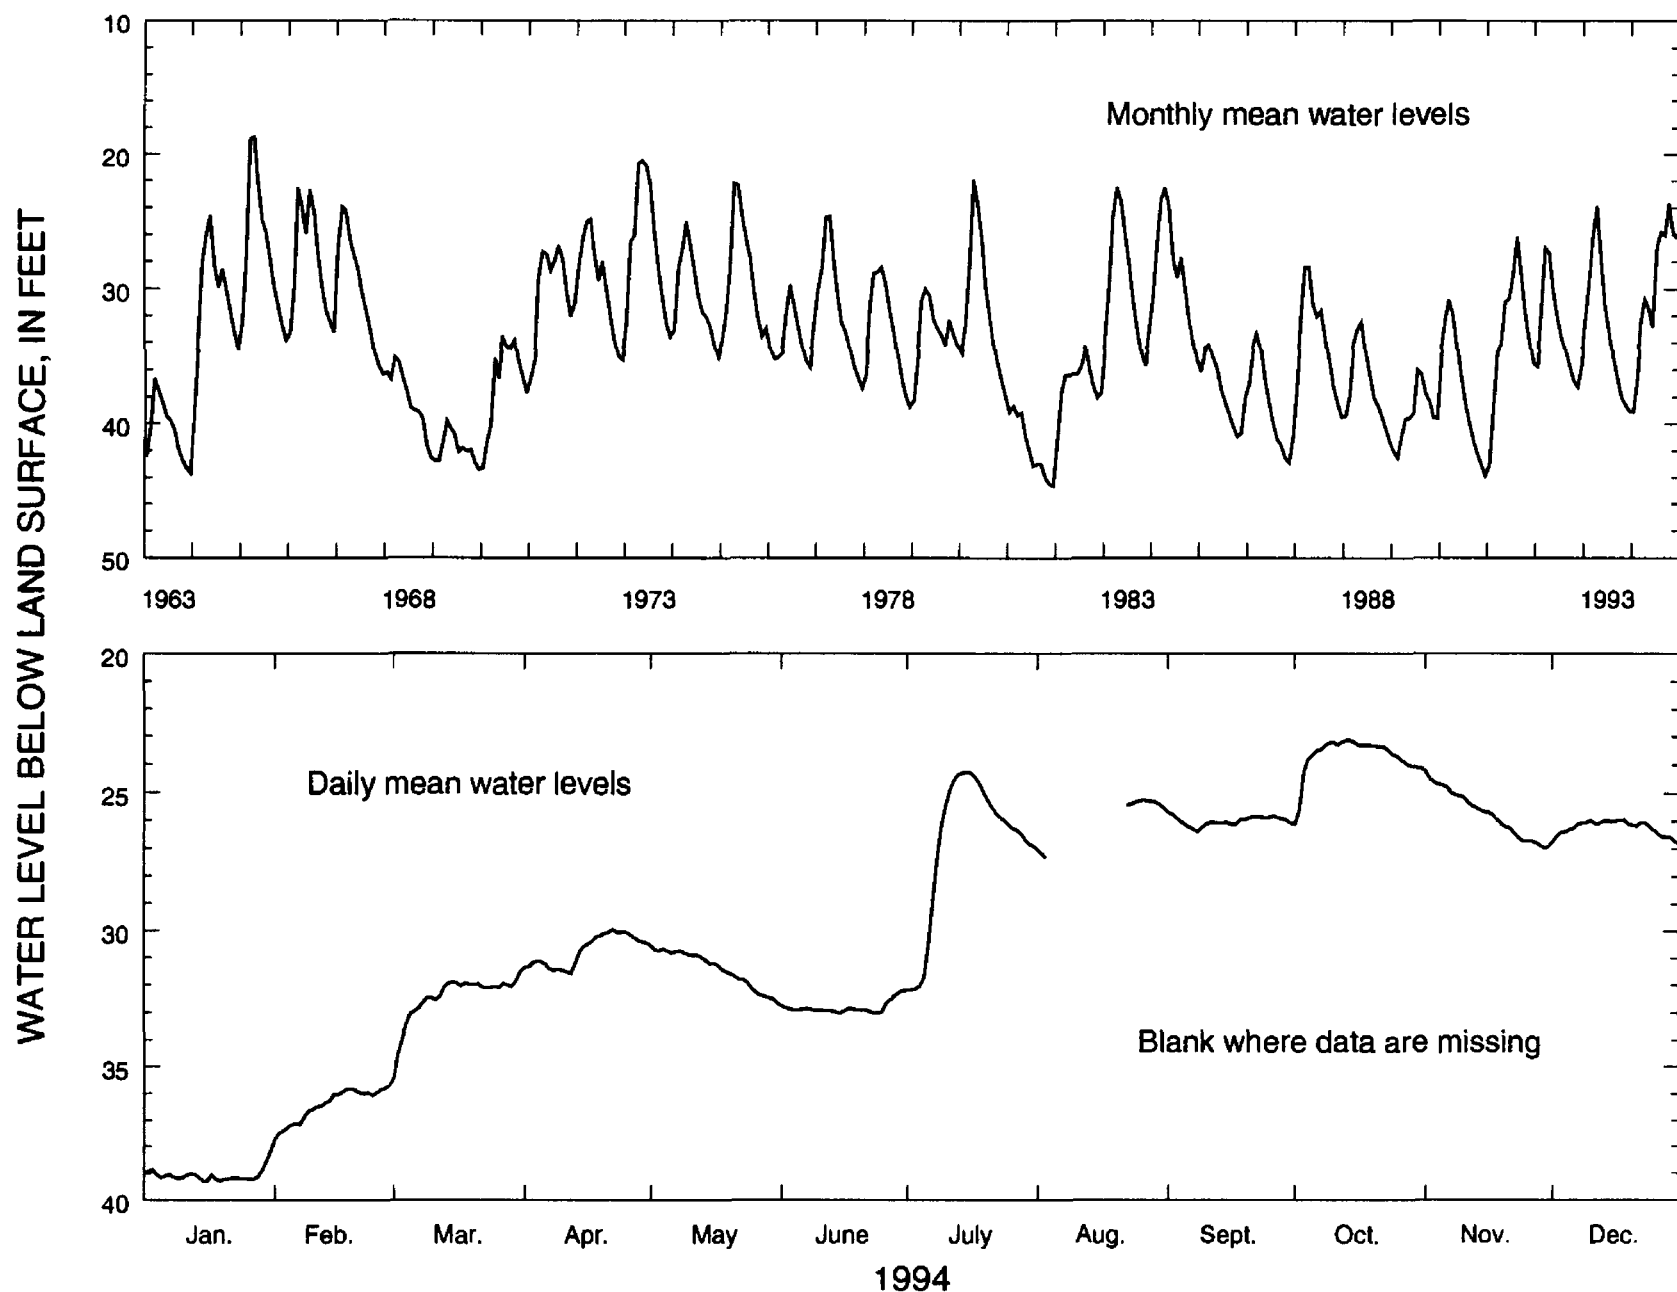 WATER LEVEL BELOW LAND SURFACE, IN FEET
10
20
30
40
50
Monthly mean water levels
1963 1968 1973 1978 1983 1988 1993
20
25
30
35
40
Daily mean water levels
Blank where data are missing
Jan. Feb. Mar. Apr. May June July Aug. Sept. Oct. Nov. Dec.
1994